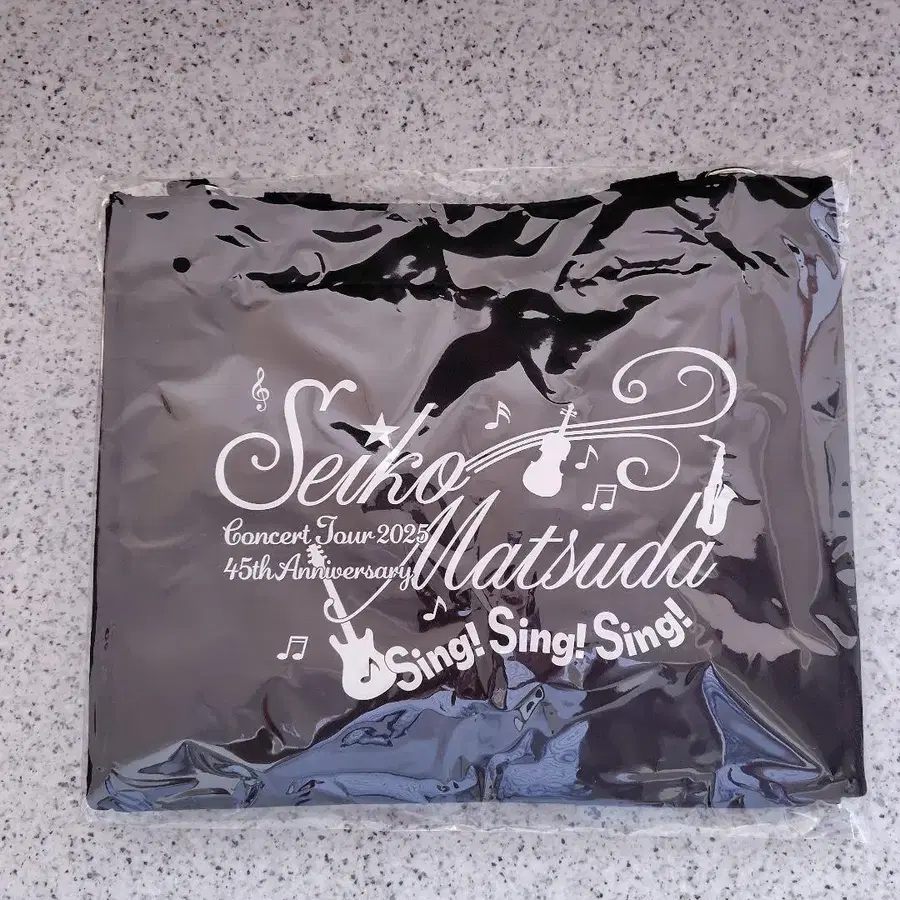 Seiko
Matsuda
Concert Tour 2025
45th Anniversary
Sing! Sing! Sing!